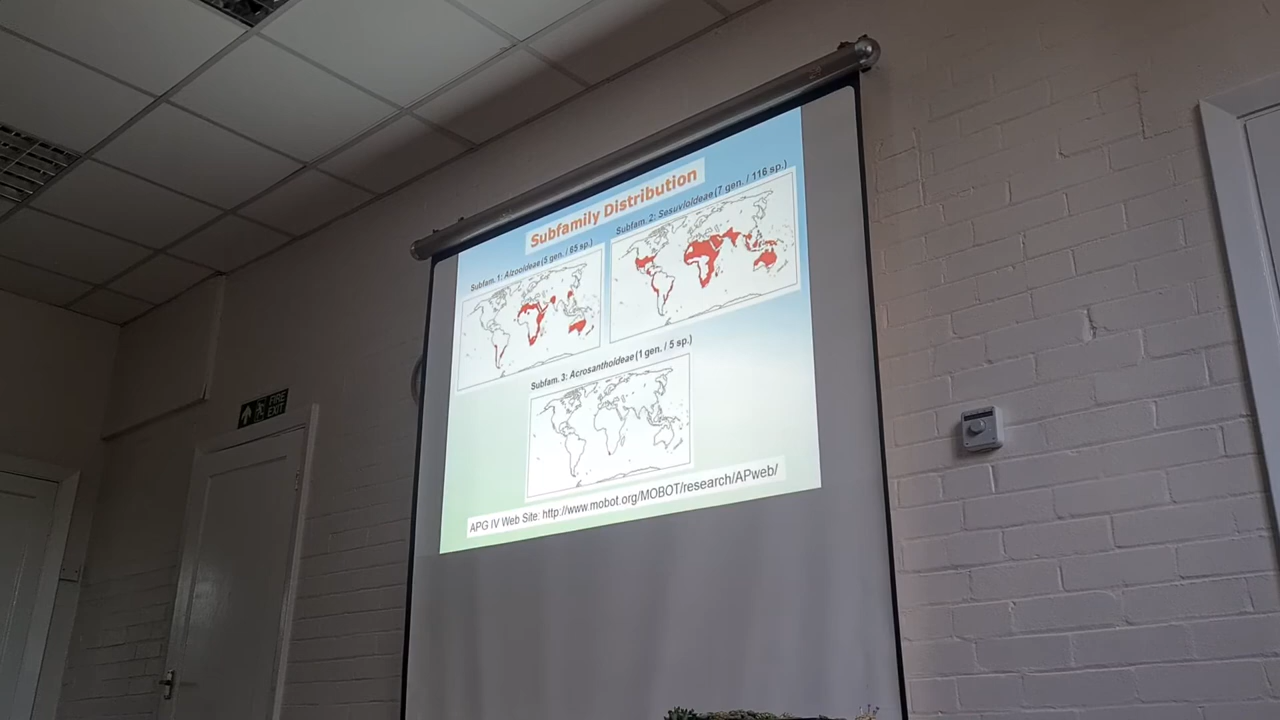 Subfamily Distribution
Subfam. 1: Aizooideae (5 gen. / 65 sp.)
Subfam. 2: Sesuvioideae (7 gen. / 116 sp.)
Subfam. 3: Acrosanthoideae (1 gen. / 5 sp.)
APG IV Web Site: http://www.mobot.org/MOBOT/research/APweb/
FIRE
EXIT